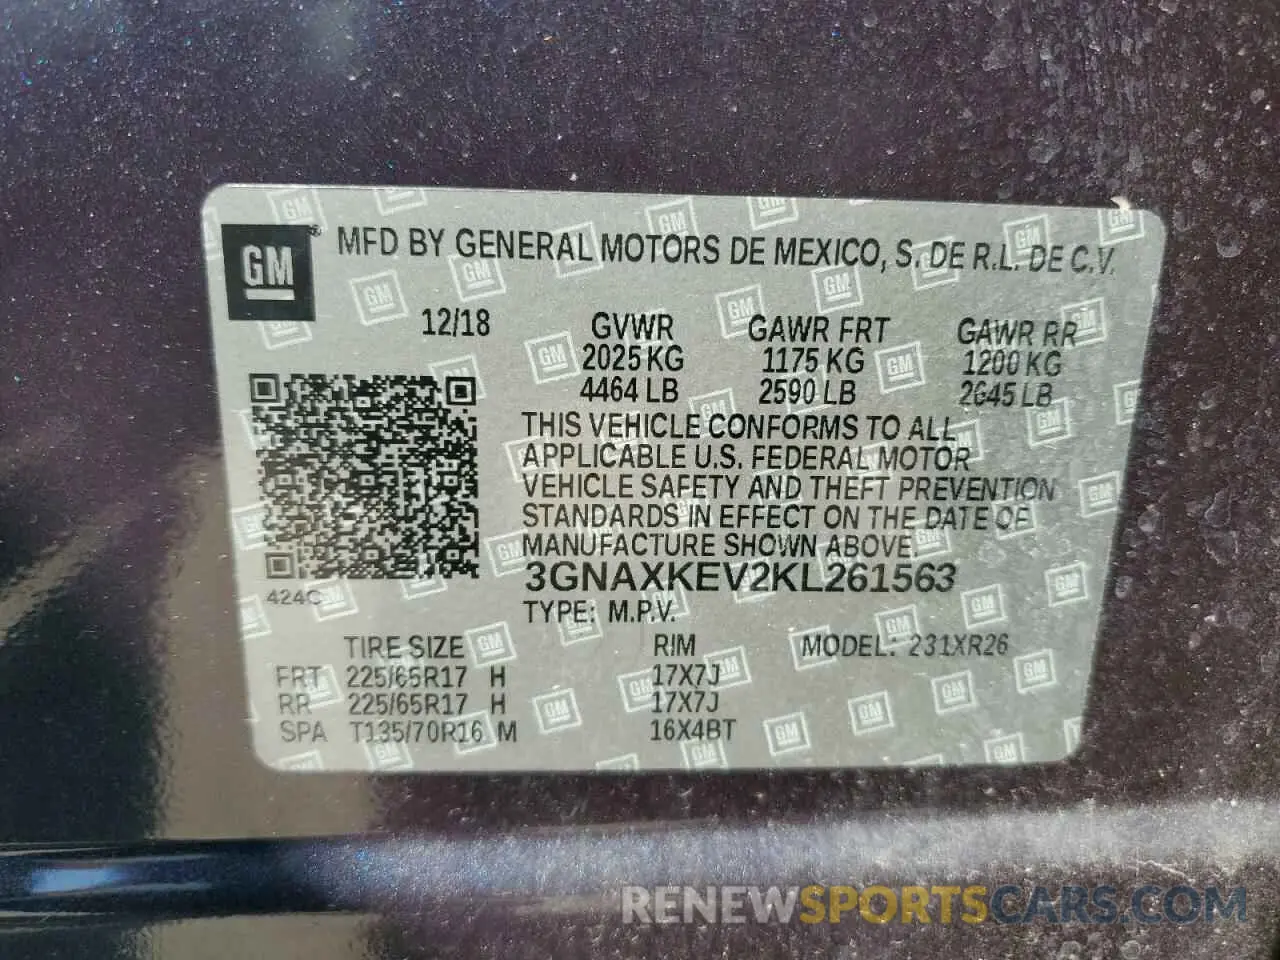 GM ® MFD BY GENERAL MOTORS DE MEXICO, S. DE R.L. DE C.V.
12/18 GVWR GAWR FRT GAWR RR
2025 KG 1175 KG 1200 KG
4464 LB 2590 LB 2645 LB
THIS VEHICLE CONFORMS TO ALL
APPLICABLE U.S. FEDERAL MOTOR
VEHICLE SAFETY AND THEFT PREVENTION
STANDARDS IN EFFECT ON THE DATE OF
MANUFACTURE SHOWN ABOVE.
3GNAXKEV2KL261563
424C
TYPE: M.P.V.
TIRE SIZE RIM MODEL: 231XR26
FRT 225/65R17 H 17X7J
RR 225/65R17 H 17X7J
SPA T135/70R16 M 16X4BT
RENEWSPORTSCARS.COM